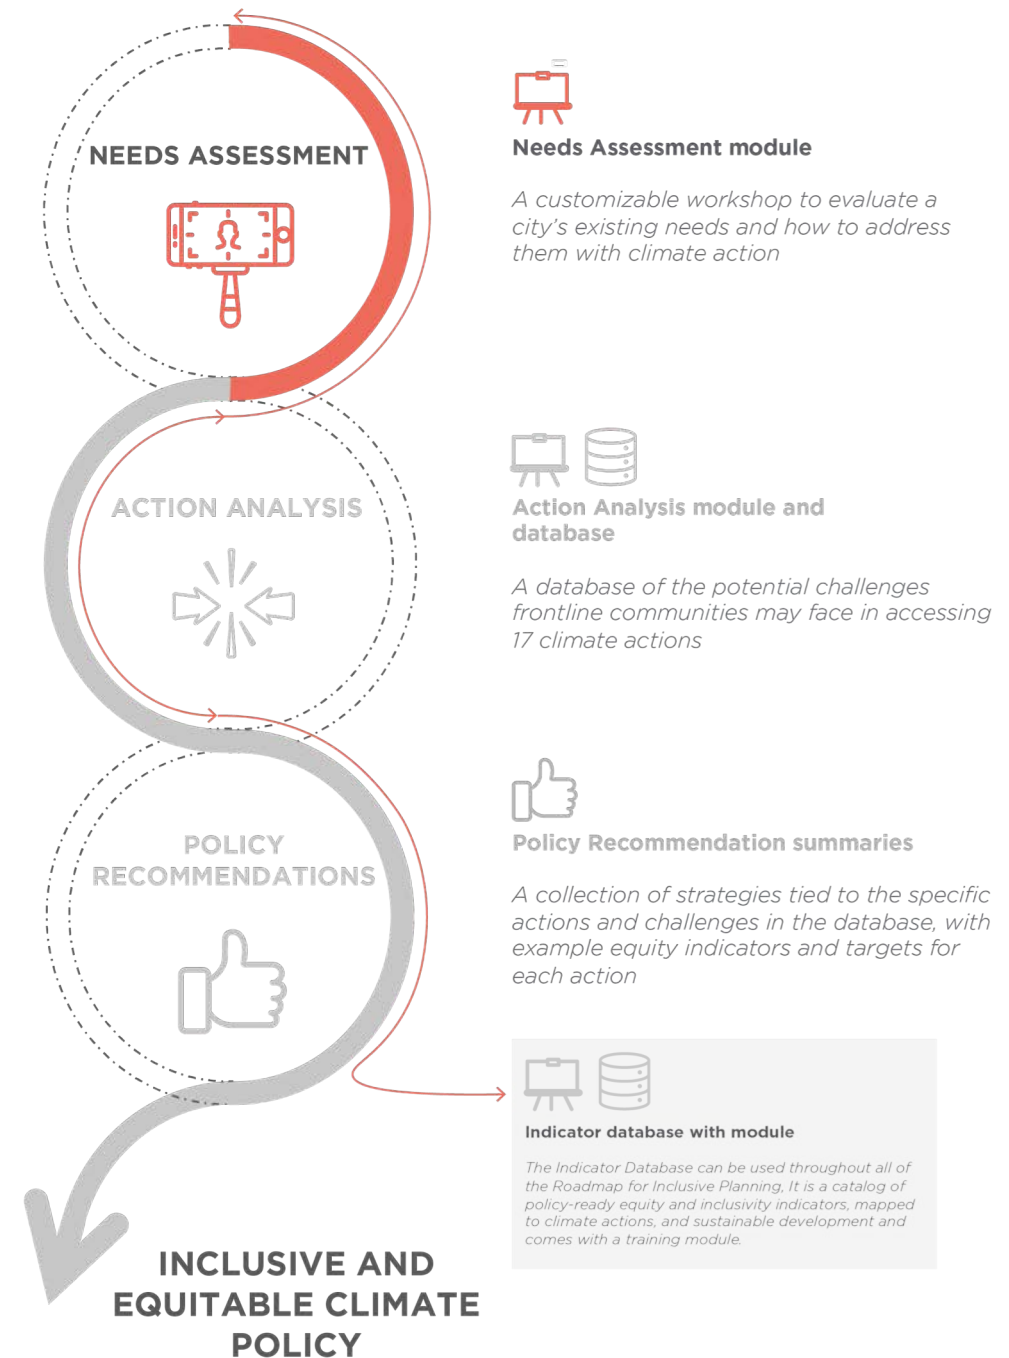 NEEDS ASSESSMENT
Needs Assessment module
A customizable workshop to evaluate a
city's existing needs and how to address
them with climate action
ACTION ANALYSIS
Action Analysis module and
database
A database of the potential challenges
frontline communities may face in accessing
17 climate actions
POLICY
RECOMMENDATIONS
Policy Recommendation summaries
A collection of strategies tied to the specific
actions and challenges in the database, with
example equity indicators and targets for
each action
Indicator database with module
The Indicator Database can be used throughout all of
the Roadmap for Inclusive Planning, It is a catalog of
policy-ready equity and inclusivity indicators, mapped
to climate actions, and sustainable development and
comes with a training module.
INCLUSIVE AND
EQUITABLE CLIMATE
POLICY